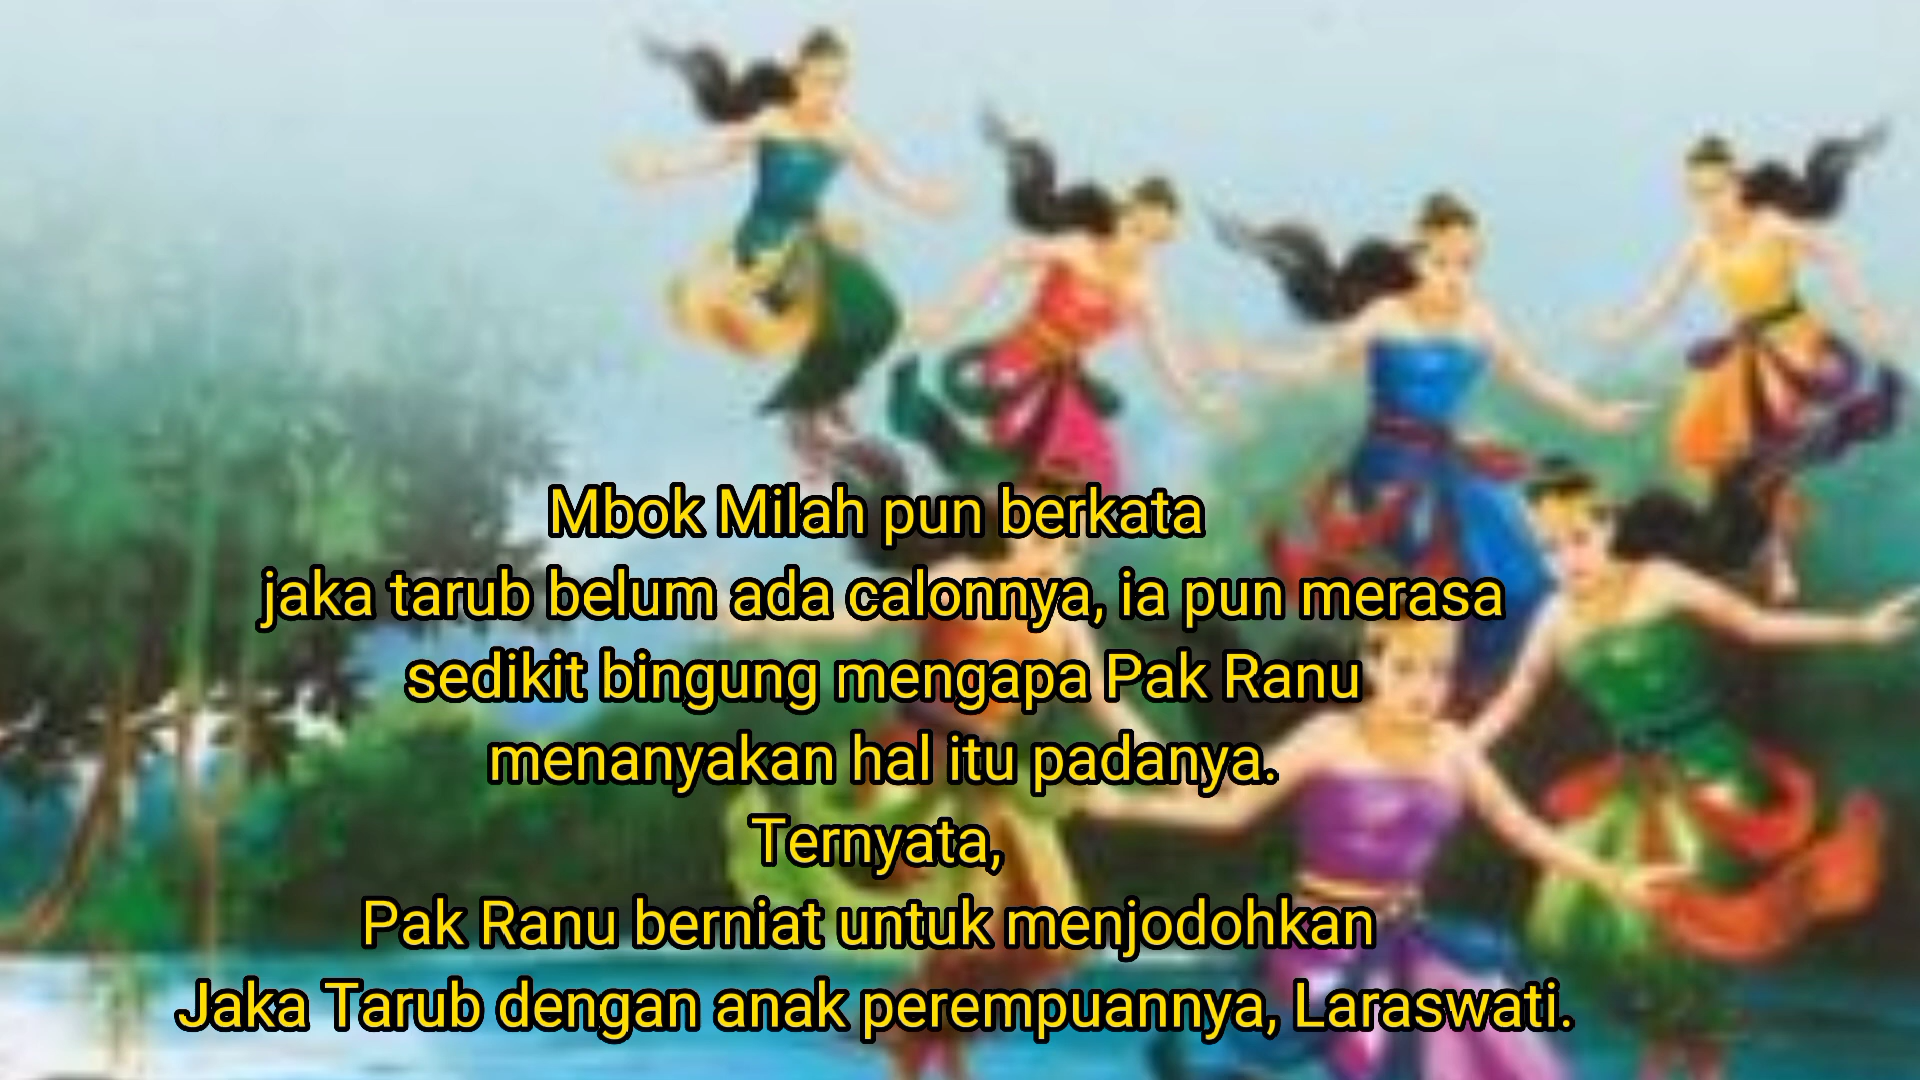 Mbok Milah pun berkata
jaka tarub belum ada calonnya, ia pun merasa
sedikit bingung mengapa Pak Ranu
menanyakan hal itu padanya.
Ternyata,
Pak Ranu berniat untuk menjodohkan
Jaka Tarub dengan anak perempuannya, Laraswati.